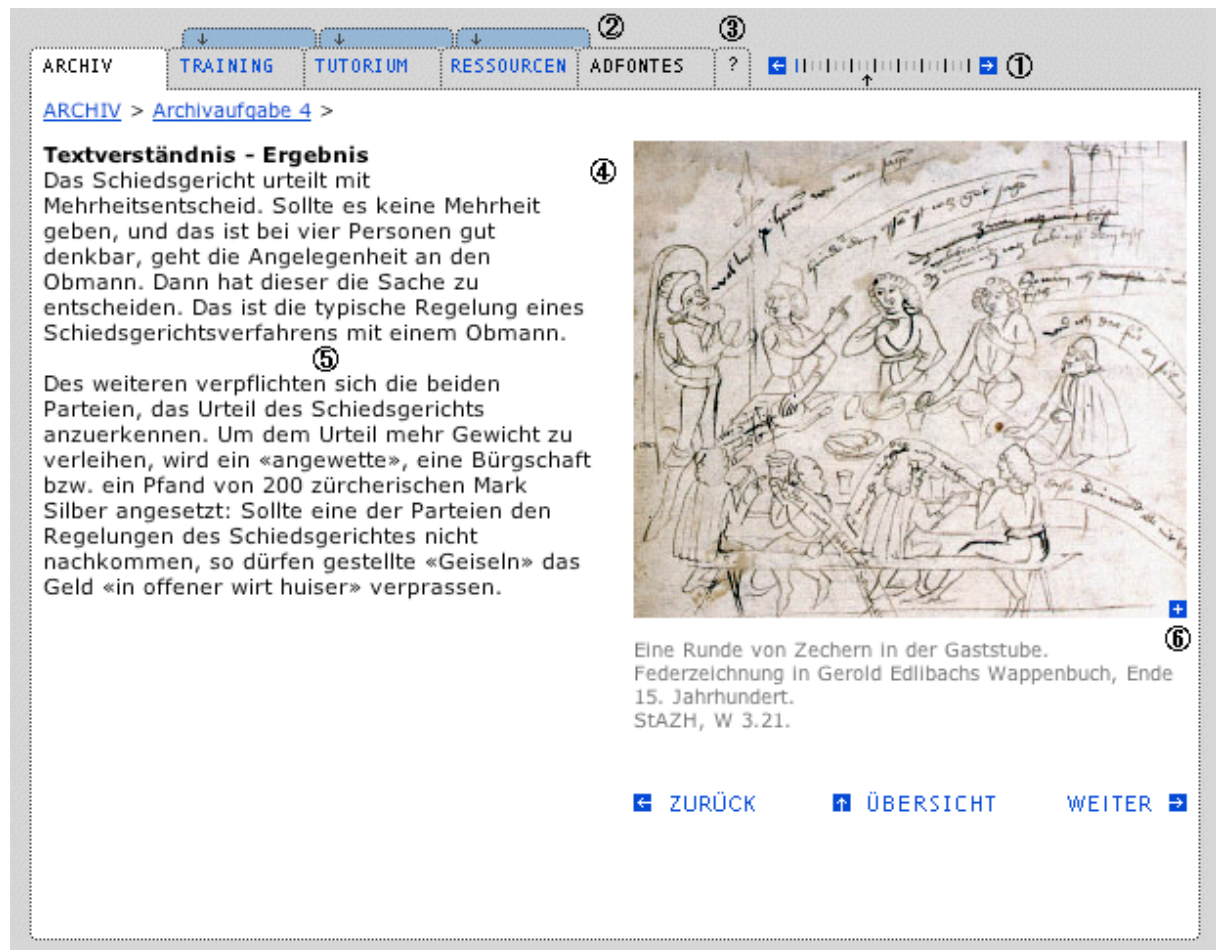 ②
③
ARCHIV
TRAINING
TUTORIUM
RESSOURCEN
ADFONTES
?
①
ARCHIV > Archivaufgabe 4 >
Textverständnis - Ergebnis
④
Das Schiedsgericht urteilt mit
Mehrheitsentscheid. Sollte es keine Mehrheit
geben, und das ist bei vier Personen gut
denkbar, geht die Angelegenheit an den
Obmann. Dann hat dieser die Sache zu
entscheiden. Das ist die typische Regelung eines
Schiedsgerichtsverfahrens mit einem Obmann.
⑤
Des weiteren verpflichten sich die beiden
Parteien, das Urteil des Schiedsgerichts
anzuerkennen. Um dem Urteil mehr Gewicht zu
verleihen, wird ein «angewette», eine Bürgschaft
bzw. ein Pfand von 200 zürcherischen Mark
Silber angesetzt: Sollte eine der Parteien den
Regelungen des Schiedsgerichtes nicht
nachkommen, so dürfen gestellte «Geiseln» das
Geld «in offener wirt huiser» verprassen.
⑥
Eine Runde von Zechern in der Gaststube.
Federzeichnung in Gerold Edlibachs Wappenbuch, Ende
15. Jahrhundert.
StAZH, W 3.21.
ZURÜCK
ÜBERSICHT
WEITER